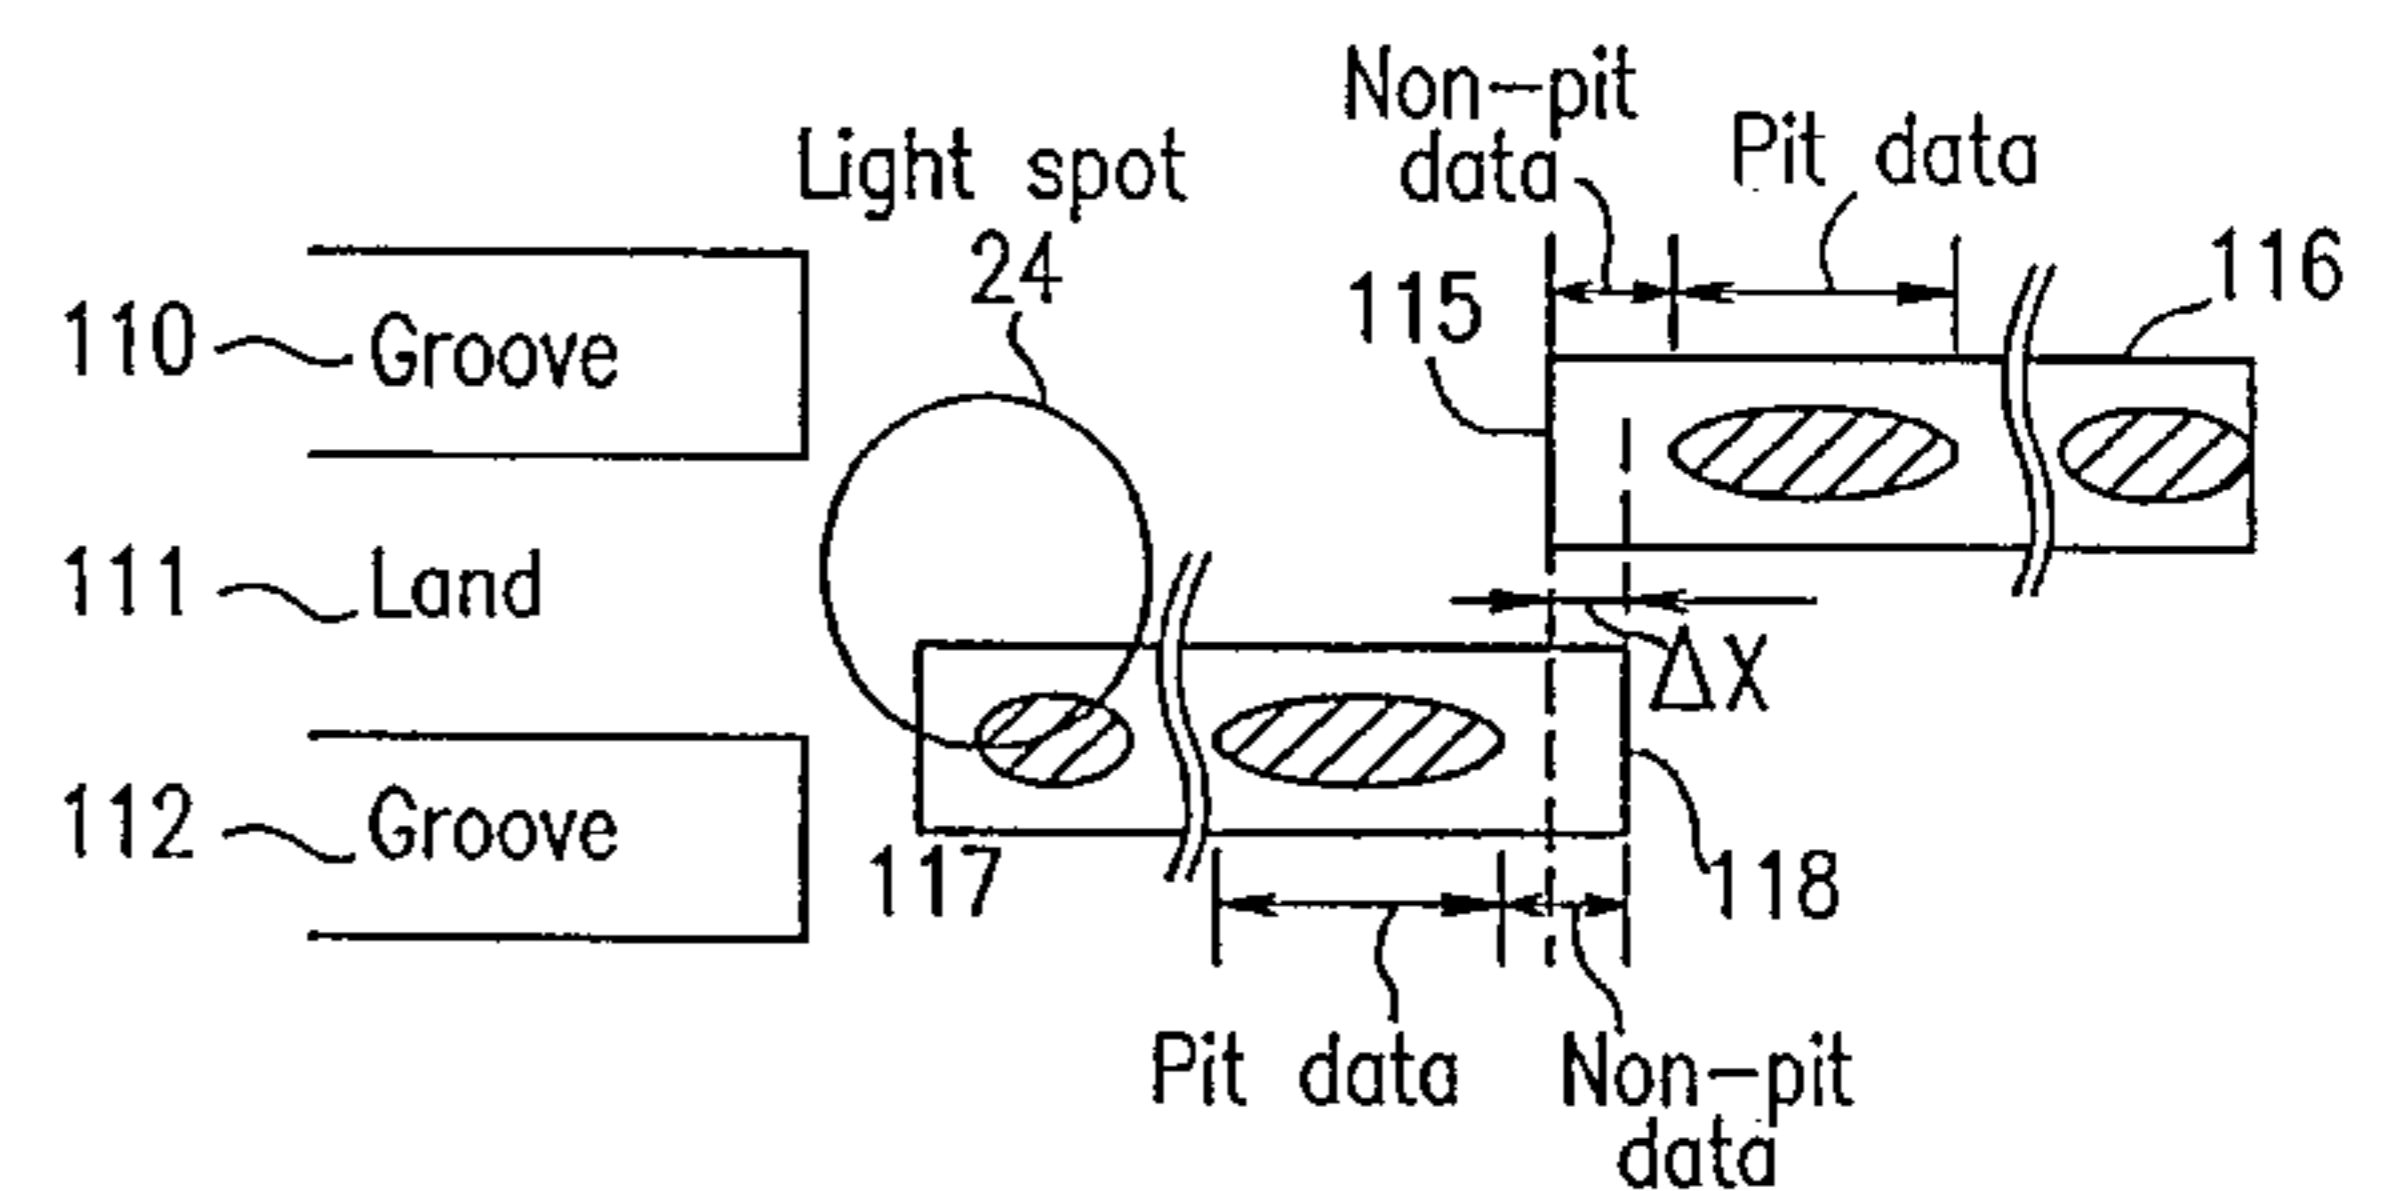 Non-pit
data
Pit data
Light spot
24
115
116
110 Groove
111 Land
ΔX
112 Groove
117
118
Pit data
Non-pit
data